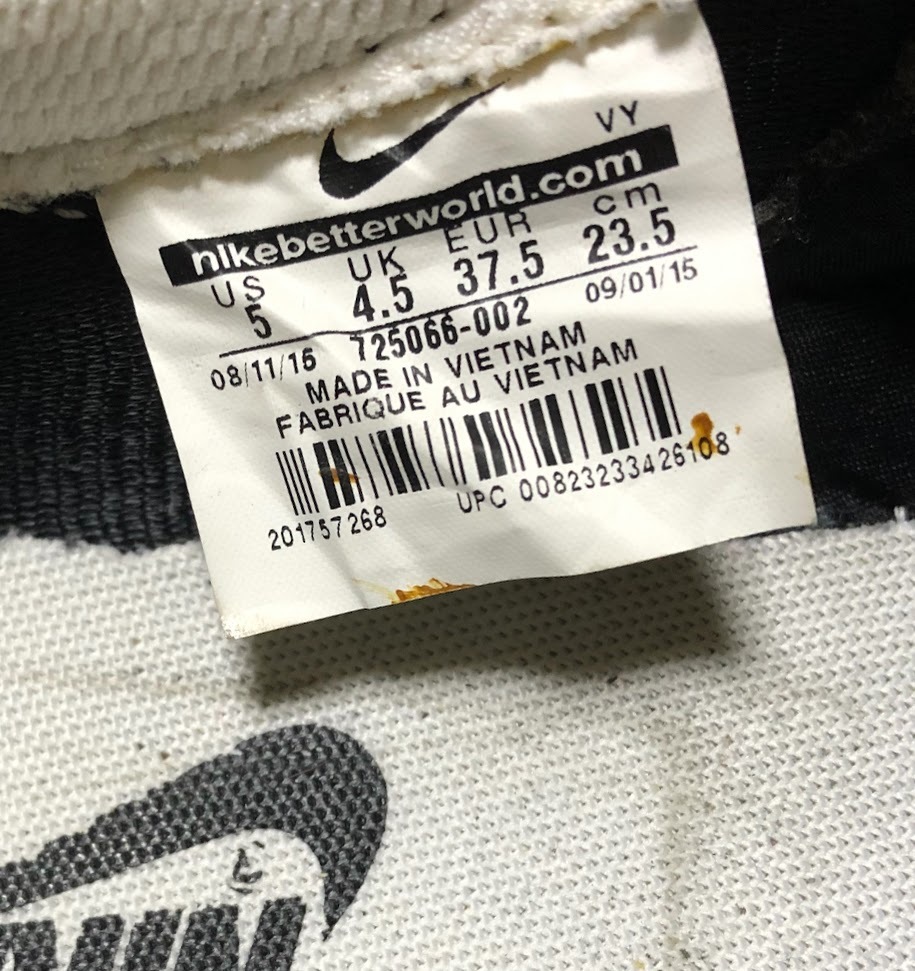 VY
nikebetterworld.com
US UK EUR cm
5 4.5 37.5 23.5
08/11/15 725066-002 09/01/15
MADE IN VIETNAM
FABRIQUE AU VIETNAM
201757268 UPC 00823233426108